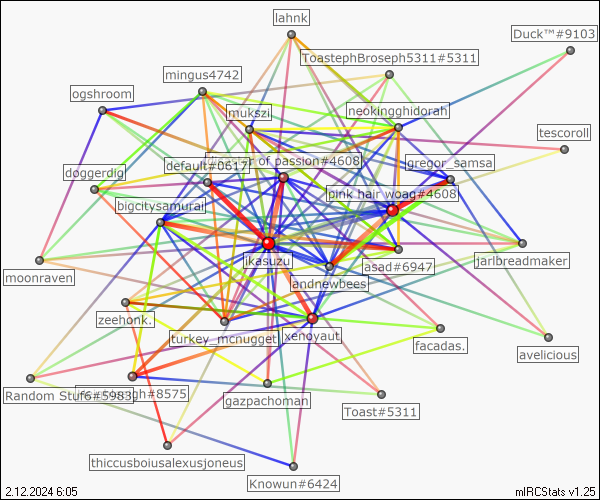 lahnk
Duck™#9103
ToastephBroseph5311#5311
mingus4742
ogshroom
mukszi
neokingghidorah
tescoroll
of passion#4608
gregor_samsa
default#0617
doggerdig
pink hair woag#4608
bigcitysamurai
ikasuzu
asad#6947
jarlbreadmaker
moonraven
andnewbees
zeehonk.
turkey_mcnugget
xenoyaut
facadas.
avelicious
Random Stuf6#5983
#8575
gazpachoman
Toast#5311
thiccusboiusalexusjoneus
Knowun#6424
2.12.2024 6:05
mIRCStats v1.25